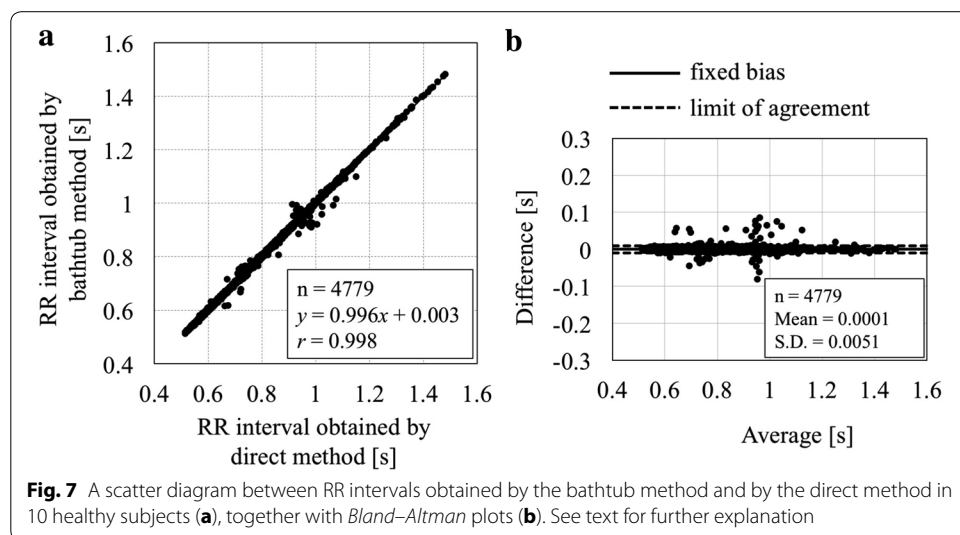 a
1.6
1.4
1.2
1
0.8
0.6
0.4
0.4 0.6 0.8 1 1.2 1.4 1.6
RR interval obtained by
bathtub method [s]
n = 4779
y = 0.996x + 0.003
r = 0.998
RR interval obtained by
direct method [s]
b
fixed bias
limit of agreement
0.3
0.2
0.1
0
-0.1
-0.2
-0.3
0.4 0.6 0.8 1 1.2 1.4 1.6
Difference [s]
n = 4779
Mean = 0.0001
S.D. = 0.0051
Average [s]
Fig. 7 A scatter diagram between RR intervals obtained by the bathtub method and by the direct method in
10 healthy subjects (a), together with Bland–Altman plots (b). See text for further explanation